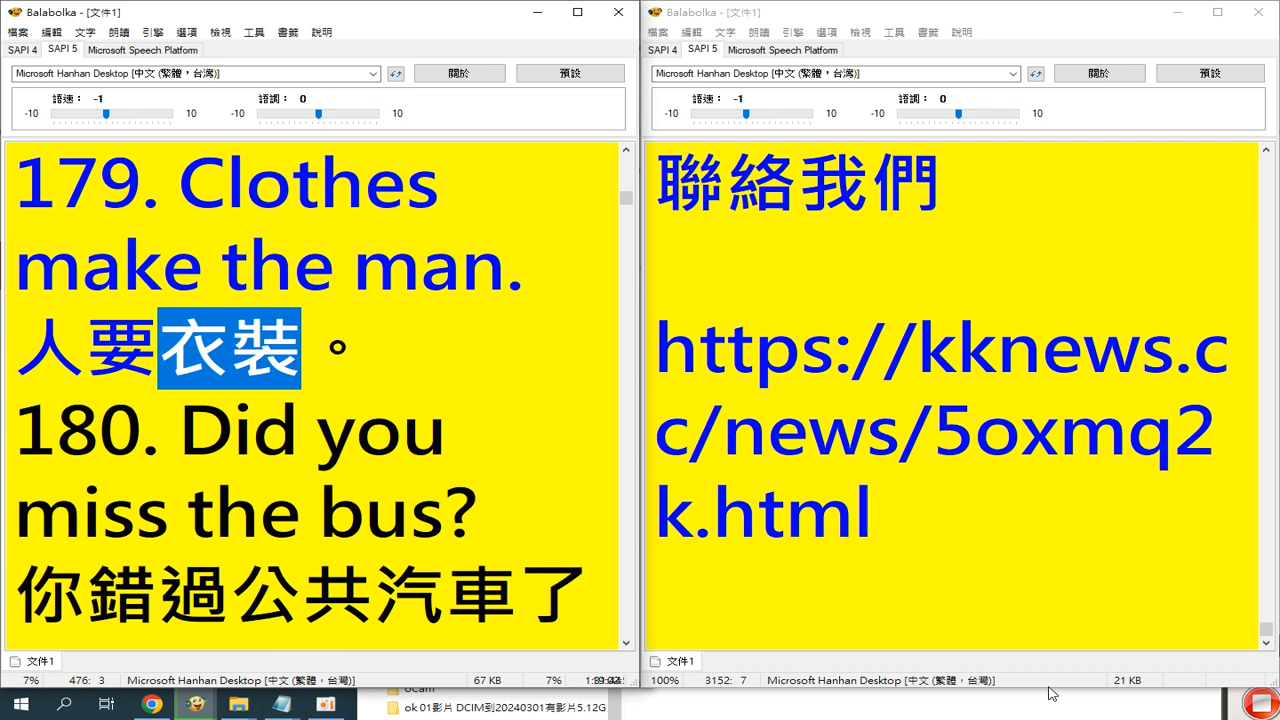 Balabolka - [文件1]
檔案 編輯 文字 朗讀 引擎 選項 檢視 工具 書籤 說明
SAPI 4 SAPI 5 Microsoft Speech Platform
Microsoft Hanhan Desktop [中文 (繁體，台灣)] 關於 預設
語速： -1 語調： 0
-10 10 -10 10
179. Clothes
make the man.
人要衣裝 。
180. Did you
miss the bus?
你錯過公共汽車了
文件1
7% 476: 3 Microsoft Hanhan Desktop [中文 (繁體，台灣)] 67 KB 7%
Balabolka - [文件1]
檔案 編輯 文字 朗讀 引擎 選項 檢視 工具 書籤 說明
SAPI 4 SAPI 5 Microsoft Speech Platform
Microsoft Hanhan Desktop [中文 (繁體，台灣)] 關於 預設
語速： -1 語調： 0
-10 10 -10 10
聯絡我們
https://kknews.c
c/news/5oxmq2
k.html
文件1
100% 3152: 7 Microsoft Hanhan Desktop [中文 (繁體，台灣)] 21 KB
oCam
ok 01影片 DCIM到20240301有影片5.12G